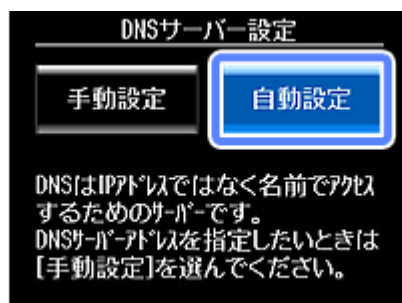 DNSサーバー設定
手動設定
自動設定
DNSはIPｱﾄﾞﾚｽではなく名前でｱｸｾｽ
するためのｻｰﾊﾞｰです。
DNSｻｰﾊﾞｰｱﾄﾞﾚｽを指定したいときは
[手動設定]を選んでください。